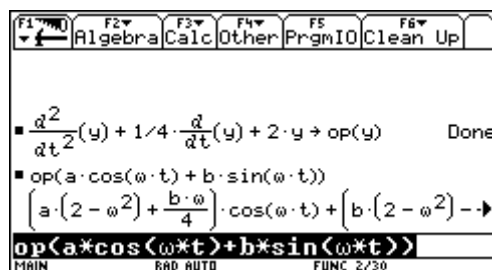 F1▼ F2▼ F3▼ F4▼ F5 F6▼
Algebra Calc Other PrgmIO Clean Up
▪ d²/dt²(y) + 1/4·d/dt(y) + 2·y → op(y) Done
▪ op(a·cos(ω·t) + b·sin(ω·t))
(a·(2 - ω²) + b·ω/4)·cos(ω·t) + (b·(2 - ω²) -▶
op(a*cos(ω*t)+b*sin(ω*t))
MAIN RAD AUTO FUNC 2/30